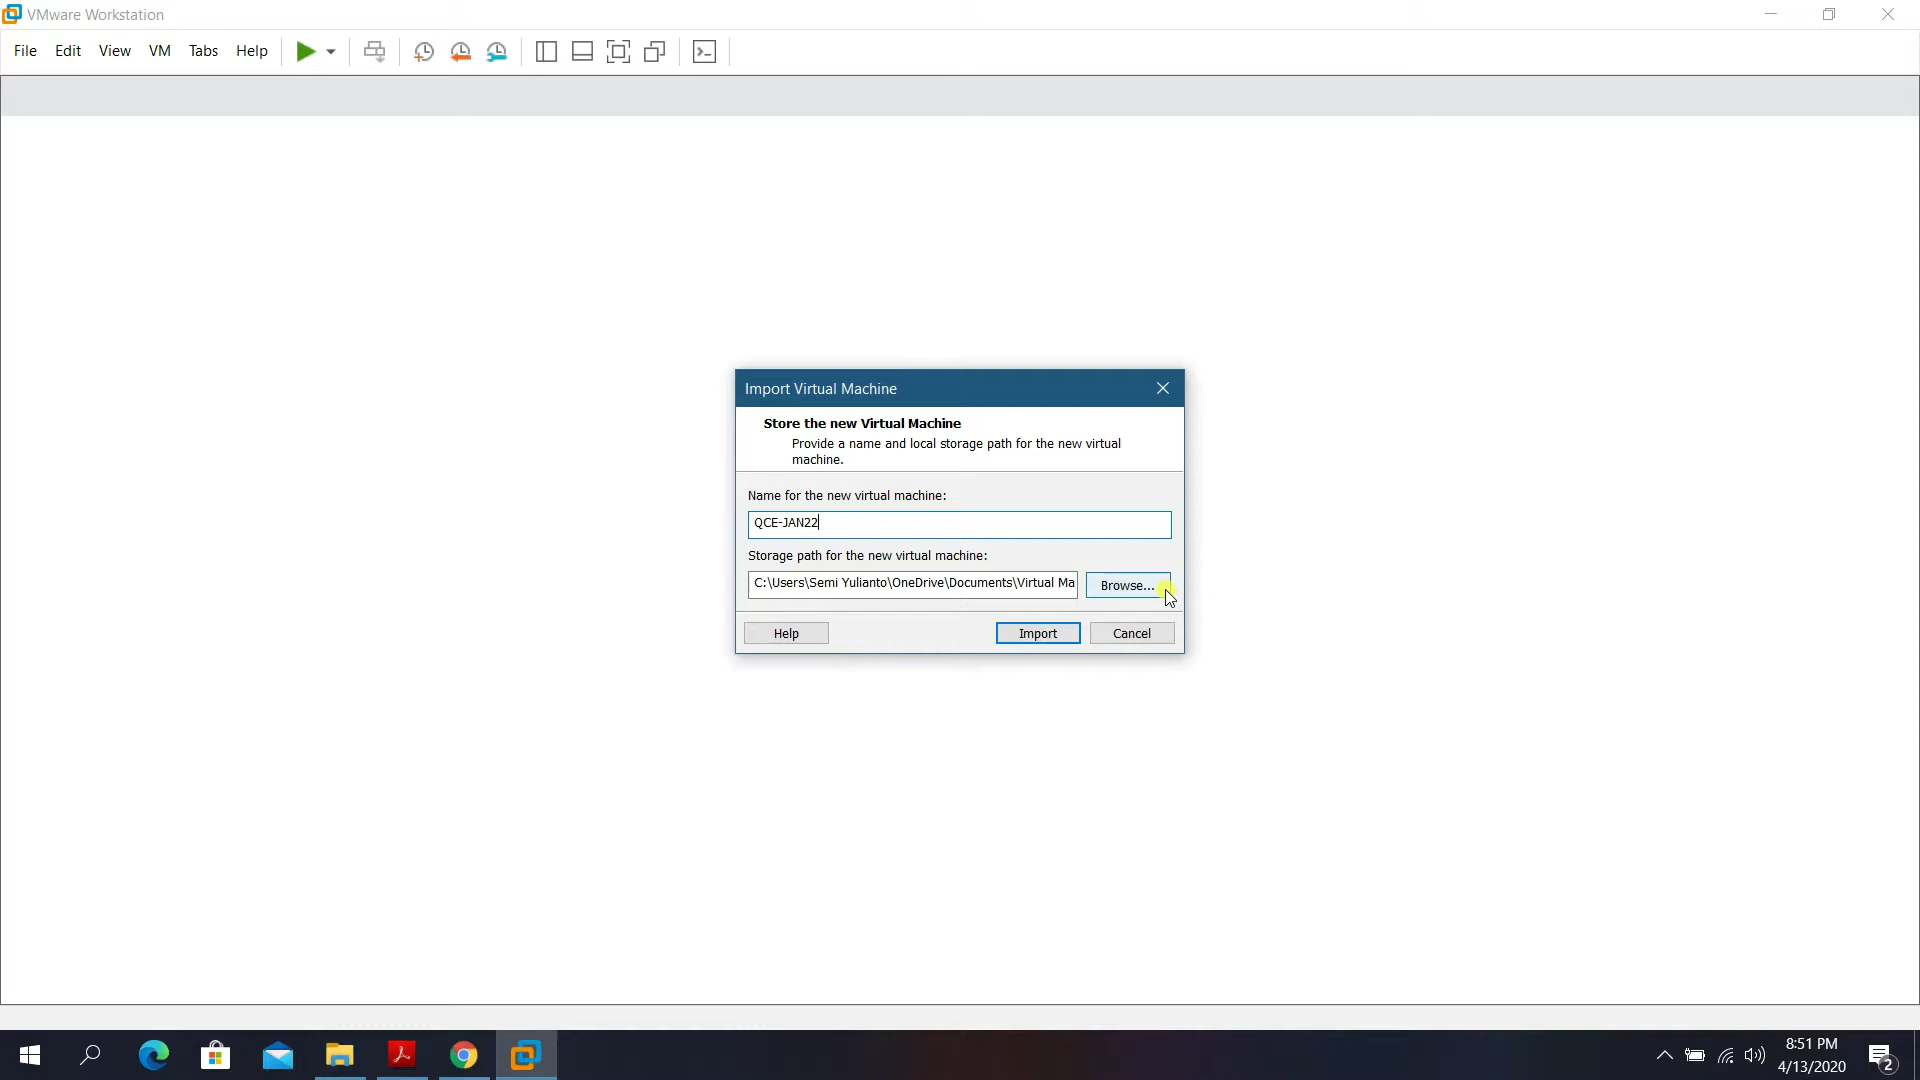 VMware Workstation
File Edit View VM Tabs Help
Import Virtual Machine
Store the new Virtual Machine
Provide a name and local storage path for the new virtual
machine.
Name for the new virtual machine:
QCE-JAN22
Storage path for the new virtual machine:
C:\Users\Semi Yulianto\OneDrive\Documents\Virtual Ma
Browse...
Help Import Cancel
8:51 PM
4/13/2020
2